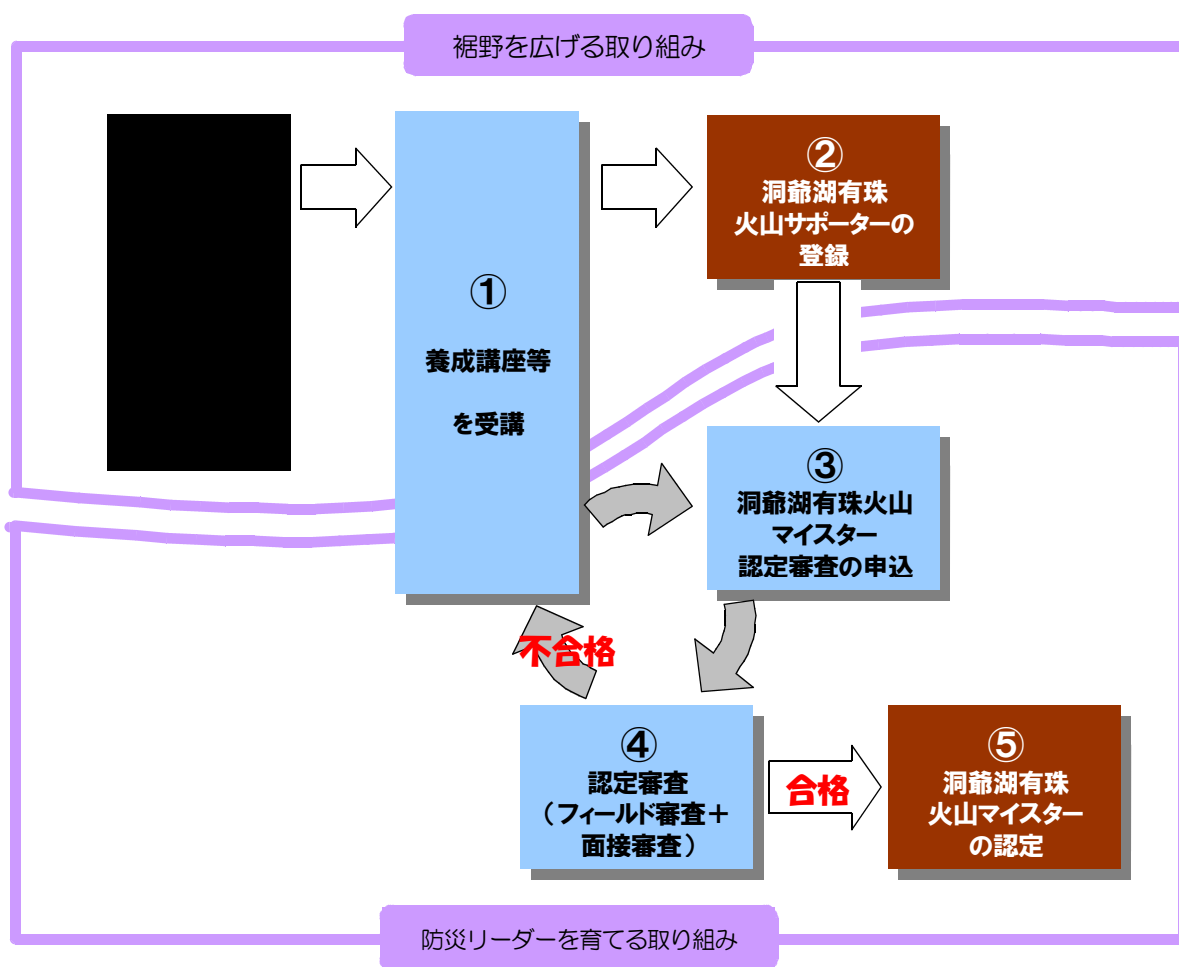 裾野を広げる取り組み
①
養成講座等
を受講
②
洞爺湖有珠
火山サポーターの
登録
③
洞爺湖有珠火山
マイスター
認定審査の申込
不合格
④
認定審査
（フィールド審査＋
面接審査）
合格
⑤
洞爺湖有珠
火山マイスター
の認定
防災リーダーを育てる取り組み